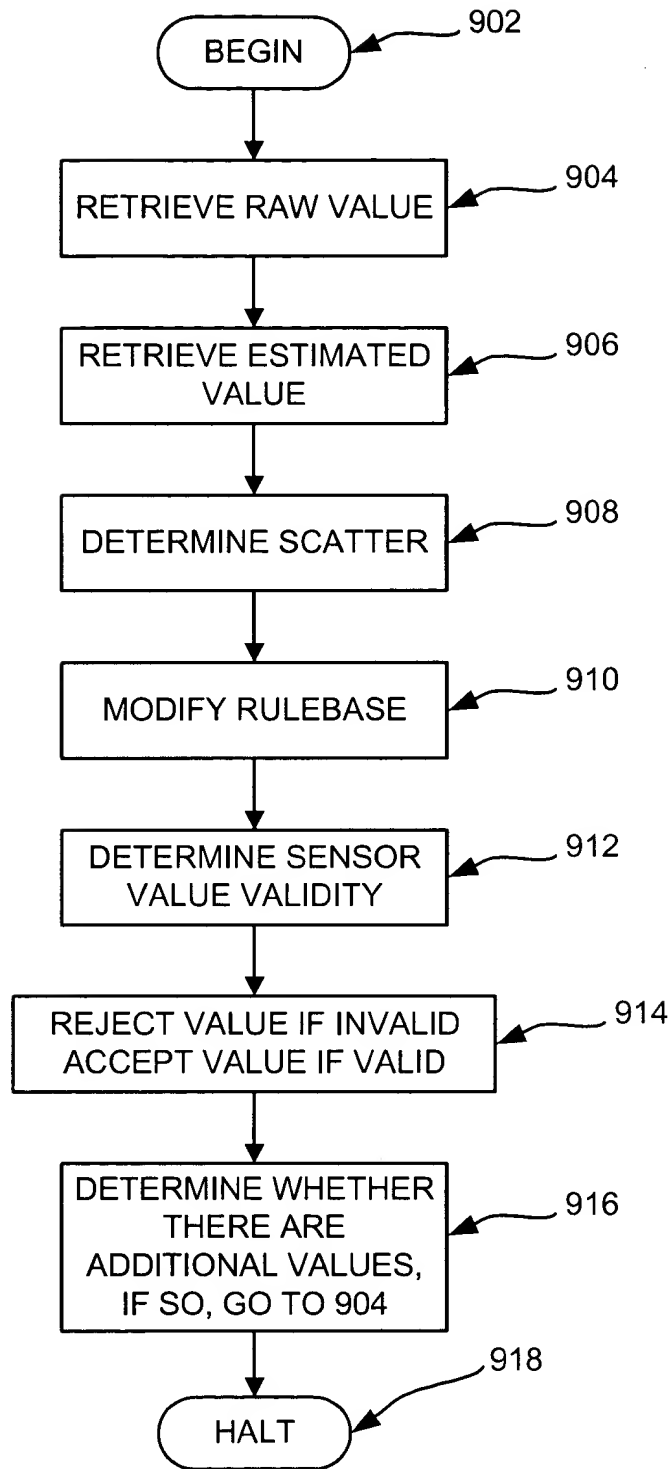 BEGIN
902
RETRIEVE RAW VALUE
904
RETRIEVE ESTIMATED
VALUE
906
DETERMINE SCATTER
908
MODIFY RULEBASE
910
DETERMINE SENSOR
VALUE VALIDITY
912
REJECT VALUE IF INVALID
ACCEPT VALUE IF VALID
914
DETERMINE WHETHER
THERE ARE
ADDITIONAL VALUES,
IF SO, GO TO 904
916
HALT
918